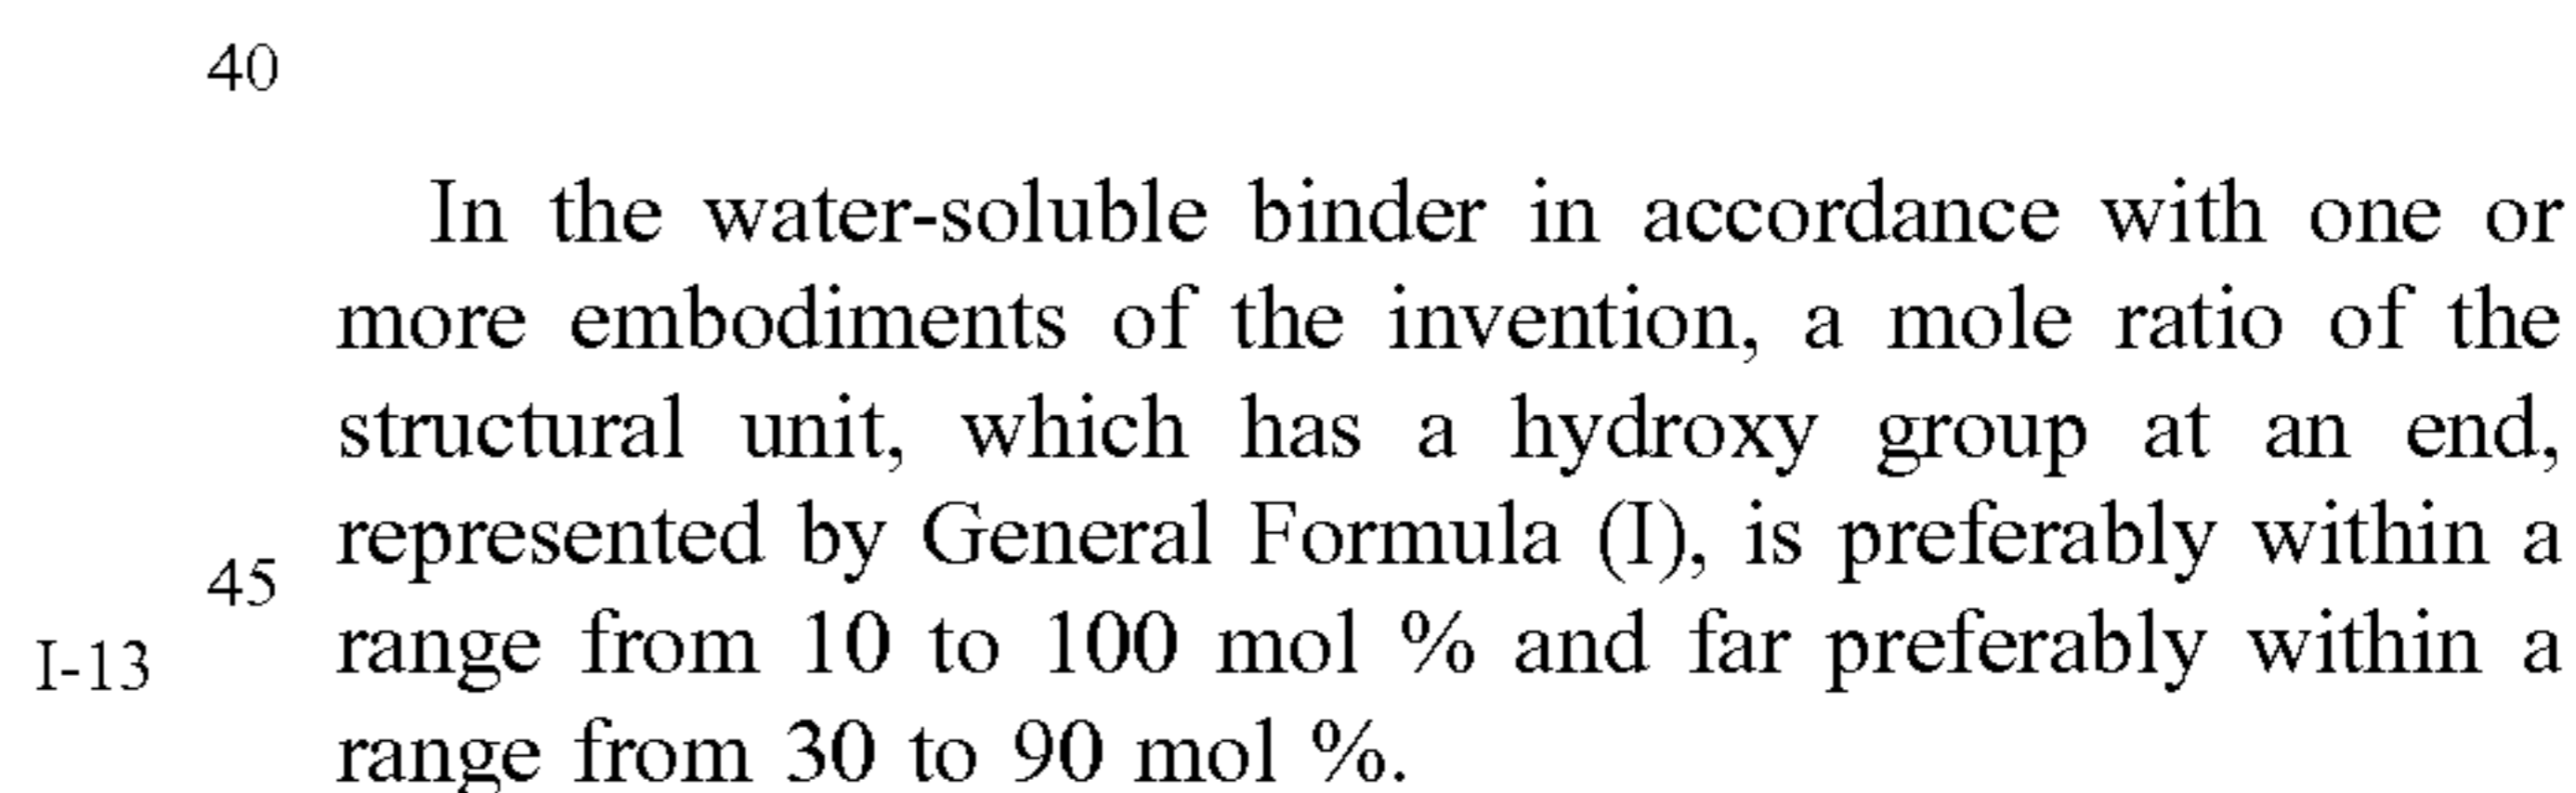 40
In the water-soluble binder in accordance with one or
more embodiments of the invention, a mole ratio of the
structural unit, which has a hydroxy group at an end,
represented by General Formula (I), is preferably within a
45
range from 10 to 100 mol % and far preferably within a
I-13
range from 30 to 90 mol %.